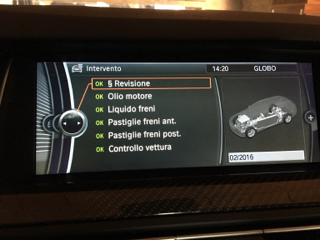 Intervento 14:20 GLOBO
OK § Revisione
OK Olio motore
OK Liquido freni
OK Pastiglie freni ant.
OK Pastiglie freni post.
OK Controllo vettura
02/2016